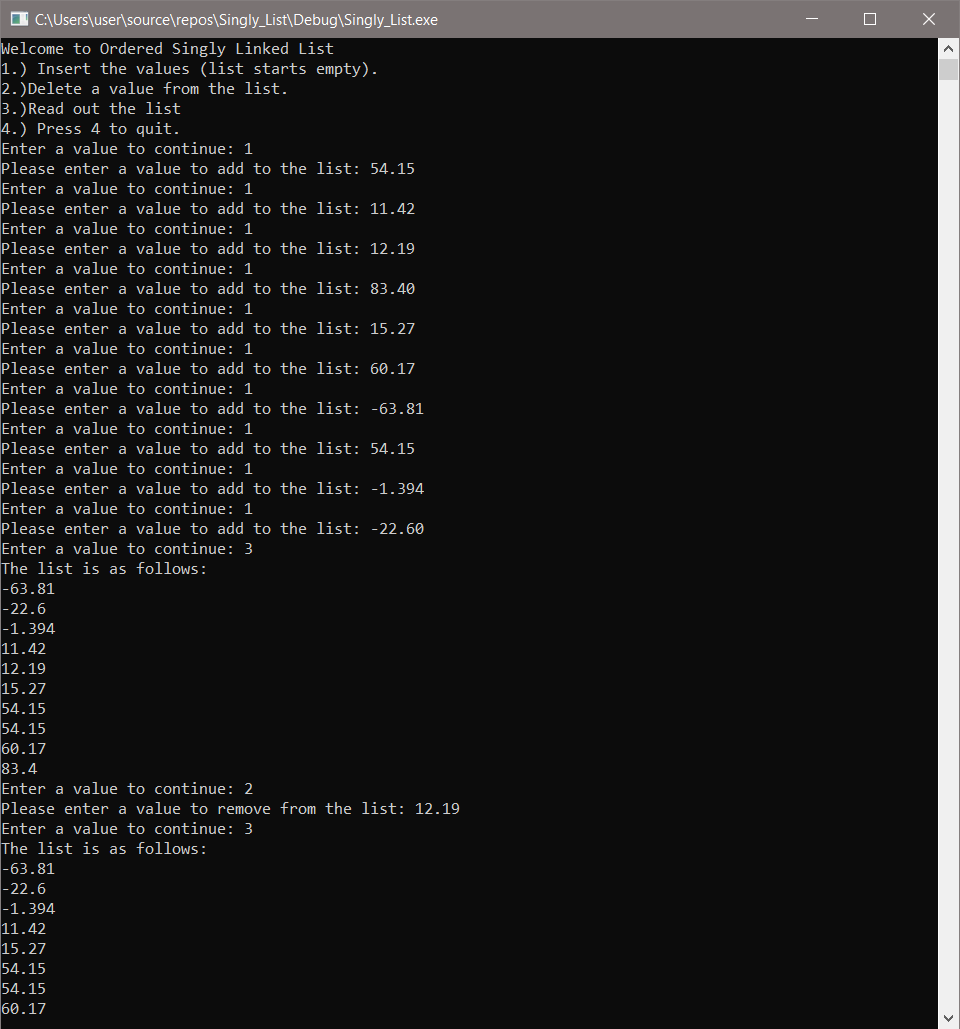 C:\Users\user\source\repos\Singly_List\Debug\Singly_List.exe
Welcome to Ordered Singly Linked List
1.) Insert the values (list starts empty).
2.)Delete a value from the list.
3.)Read out the list
4.) Press 4 to quit.
Enter a value to continue: 1
Please enter a value to add to the list: 54.15
Enter a value to continue: 1
Please enter a value to add to the list: 11.42
Enter a value to continue: 1
Please enter a value to add to the list: 12.19
Enter a value to continue: 1
Please enter a value to add to the list: 83.40
Enter a value to continue: 1
Please enter a value to add to the list: 15.27
Enter a value to continue: 1
Please enter a value to add to the list: 60.17
Enter a value to continue: 1
Please enter a value to add to the list: -63.81
Enter a value to continue: 1
Please enter a value to add to the list: 54.15
Enter a value to continue: 1
Please enter a value to add to the list: -1.394
Enter a value to continue: 1
Please enter a value to add to the list: -22.60
Enter a value to continue: 3
The list is as follows:
-63.81
-22.6
-1.394
11.42
12.19
15.27
54.15
54.15
60.17
83.4
Enter a value to continue: 2
Please enter a value to remove from the list: 12.19
Enter a value to continue: 3
The list is as follows:
-63.81
-22.6
-1.394
11.42
15.27
54.15
54.15
60.17